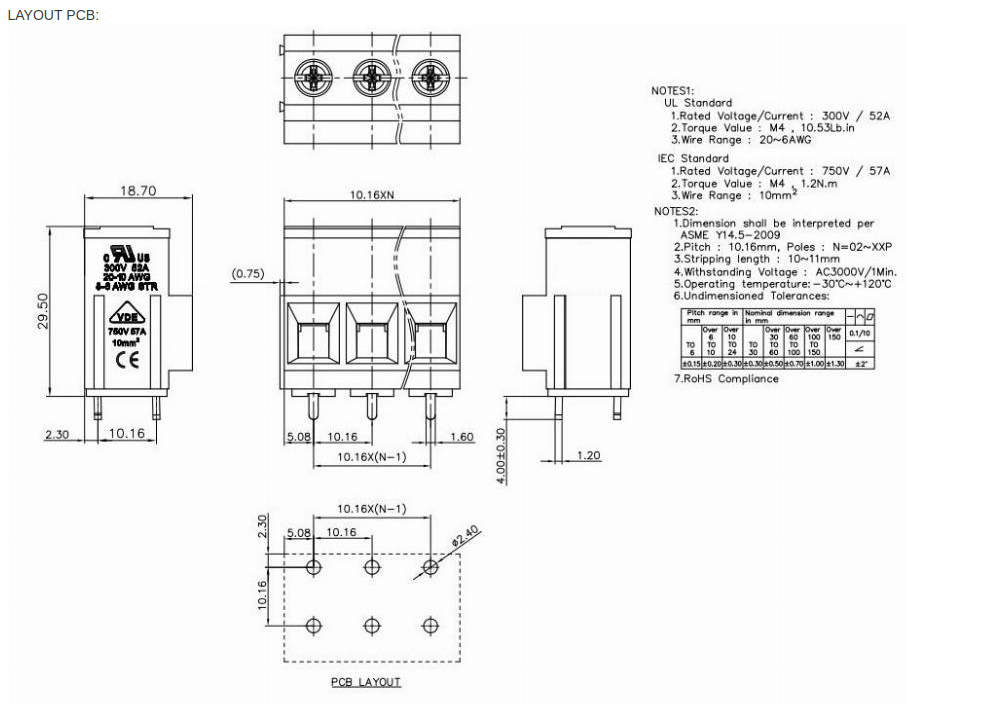 LAYOUT PCB:
NOTES1:
UL Standard
1.Rated Voltage/Current : 300V / 52A
2.Torque Value : M4 , 10.53Lb.in
3.Wire Range : 20~6AWG
IEC Standard
1.Rated Voltage/Current : 750V / 57A
2.Torque Value : M4 , 1.2N.m
3.Wire Range : 10mm²
NOTES2:
1.Dimension shall be interpreted per
ASME Y14.5-2009
2.Pitch : 10.16mm, Poles : N=02~XXP
3.Stripping length : 10~11mm
4.Withstanding Voltage : AC3000V/1Min.
5.Operating temperature: -30℃~+120℃
6.Undimensioned Tolerances:
Pitch range in mm
Nominal dimension range in mm
TO 6
Over 6 TO 10
Over 10 TO 24
TO 30
Over 30 TO 60
Over 60 TO 100
Over 100 TO 150
Over 150
0.1/10
±0.15 ±0.20 ±0.30 ±0.30 ±0.50 ±0.70 ±1.00 ±1.30 ±2°
7.RoHS Compliance
18.70
C UR US
300V 52A
20-10 AWG
8-6 AWG STR
VDE
750V 57A
10mm²
CE
29.50
2.30
10.16
10.16XN
(0.75)
5.08
10.16
1.60
10.16X(N-1)
4.00±0.30
1.20
10.16X(N-1)
2.30
5.08
10.16
ø2.40
10.16
PCB LAYOUT